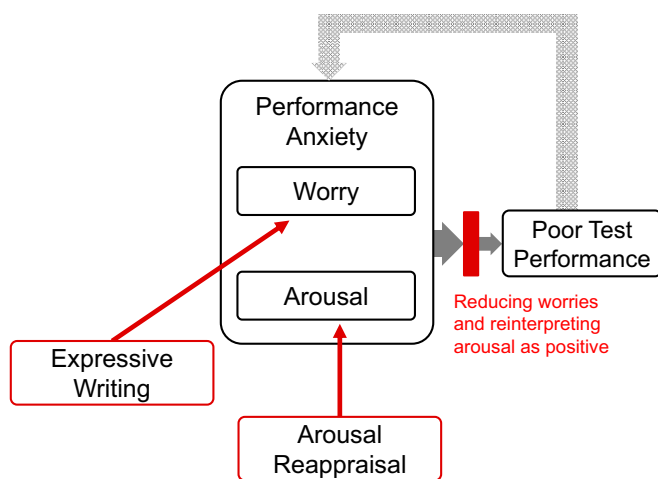 Performance
Anxiety
Worry
Arousal
Poor Test
Performance
Reducing worries
and reinterpreting
arousal as positive
Expressive
Writing
Arousal
Reappraisal